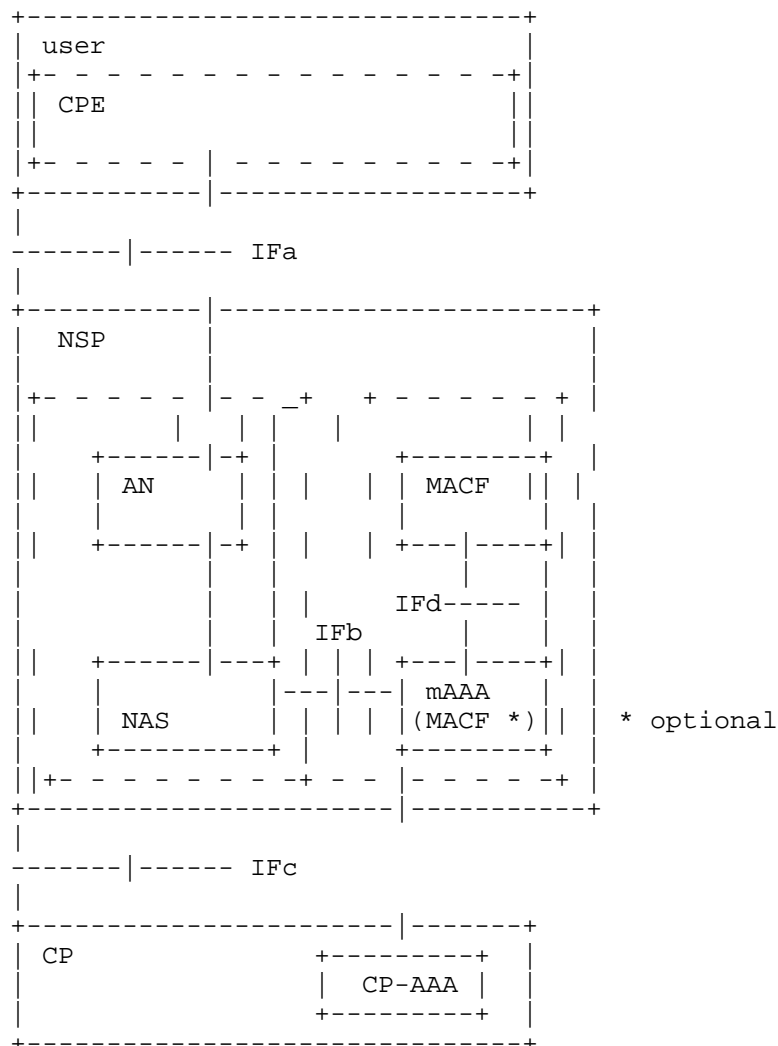 user
CPE
IFa
NSP
AN MACF
IFd
IFb
mAAA
NAS (MACF *) * optional
IFc
CP
CP-AAA